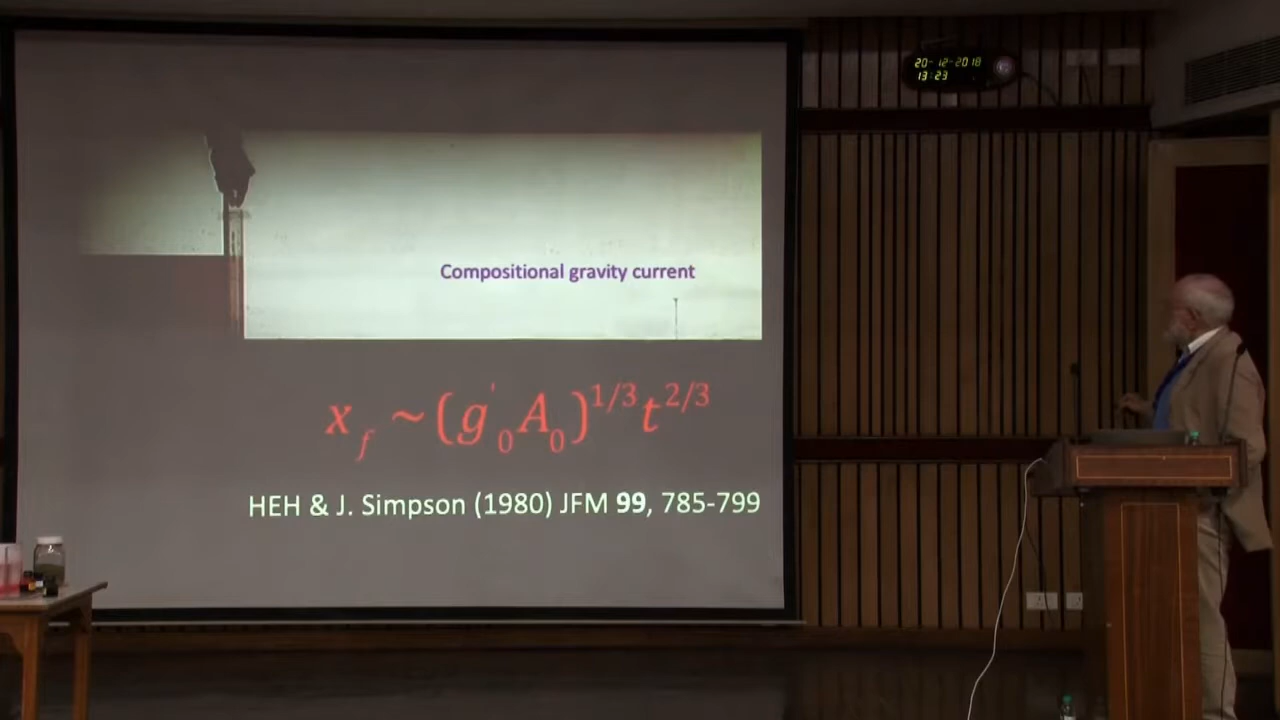 20-12-2018
13:23
Compositional gravity current
x_f ~ (g'_0 A_0)^{1/3} t^{2/3}
HEH & J. Simpson (1980) JFM 99, 785-799